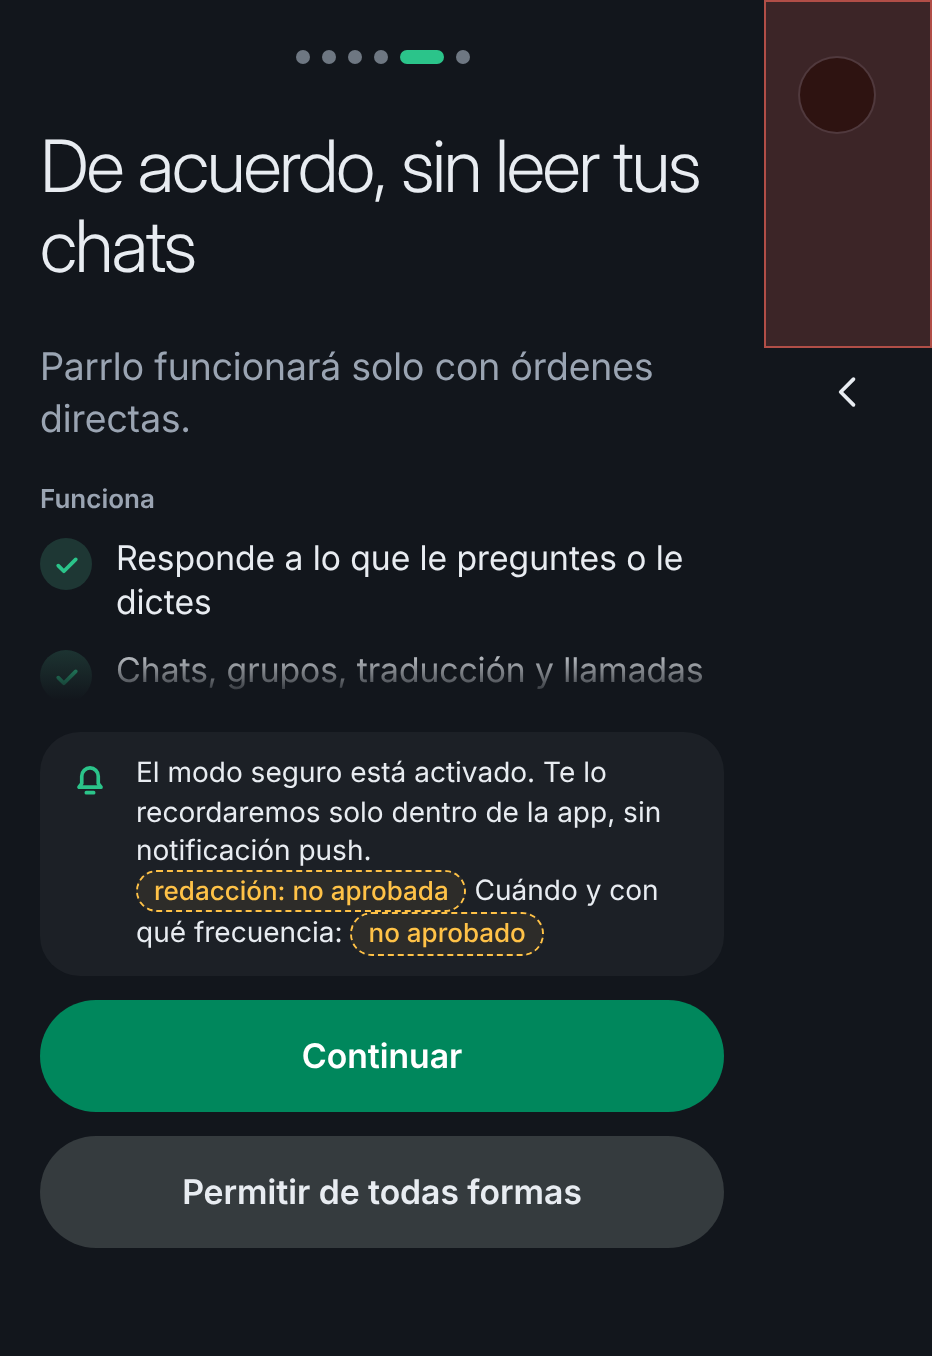 De acuerdo, sin leer tus
chats
Parrlo funcionará solo con órdenes
directas.
Funciona
Responde a lo que le preguntes o le
dictes
Chats, grupos, traducción y llamadas
El modo seguro está activado. Te lo
recordaremos solo dentro de la app, sin
notificación push.
redacción: no aprobada Cuándo y con
qué frecuencia: no aprobado
Continuar
Permitir de todas formas